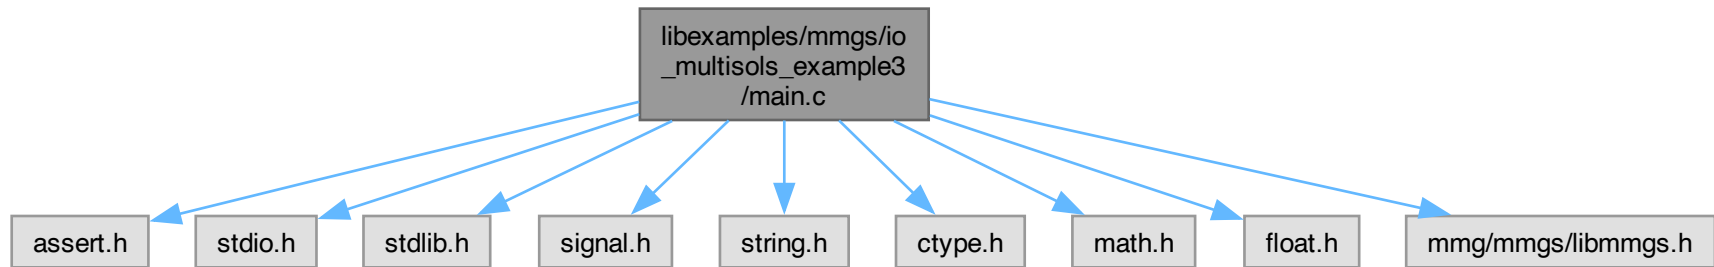 libexamples/mmgs/io
_multisols_example3
/main.c
assert.h
stdio.h
stdlib.h
signal.h
string.h
ctype.h
math.h
float.h
mmg/mmgs/libmmgs.h